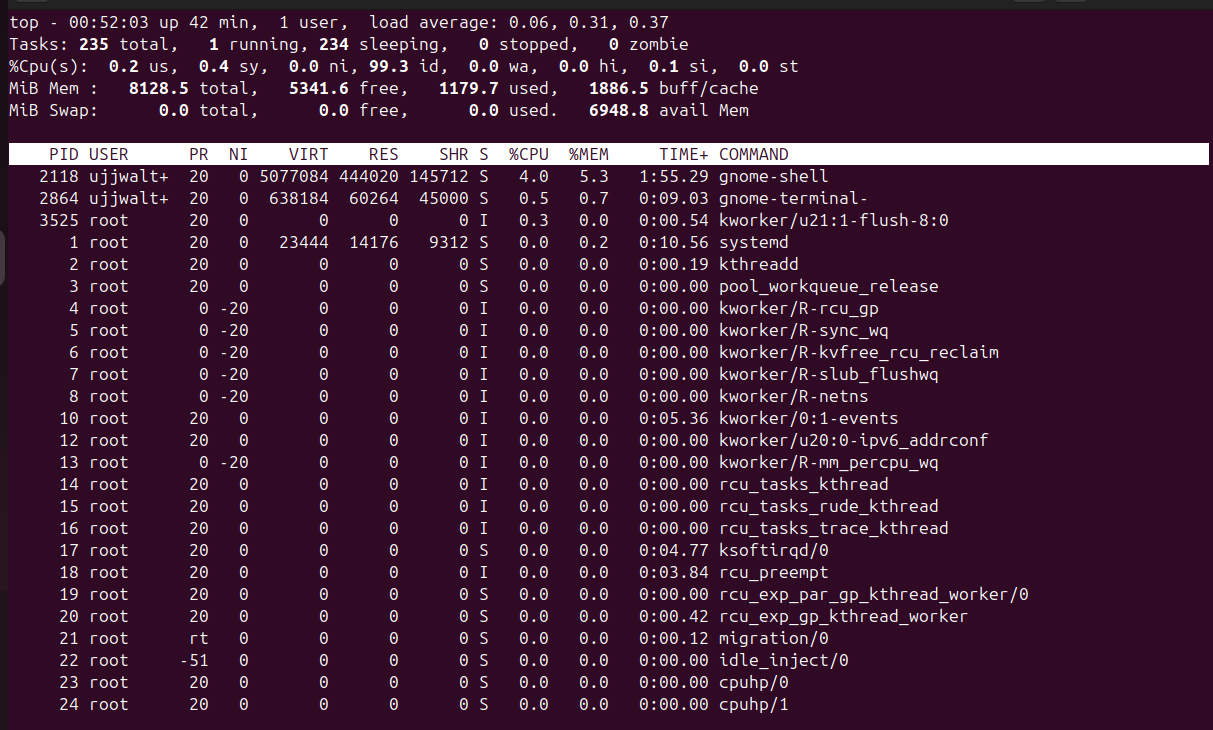 top - 00:52:03 up 42 min,  1 user,  load average: 0.06, 0.31, 0.37
Tasks: 235 total,   1 running, 234 sleeping,   0 stopped,   0 zombie
%Cpu(s):  0.2 us,  0.4 sy,  0.0 ni, 99.3 id,  0.0 wa,  0.0 hi,  0.1 si,  0.0 st
MiB Mem :   8128.5 total,   5341.6 free,   1179.7 used,   1886.5 buff/cache
MiB Swap:      0.0 total,      0.0 free,      0.0 used.   6948.8 avail Mem
    PID USER      PR  NI    VIRT    RES    SHR S  %CPU  %MEM     TIME+ COMMAND
   2118 ujjwalt+  20   0 5077084 444020 145712 S   4.0   5.3   1:55.29 gnome-shell
   2864 ujjwalt+  20   0  638184  60264  45000 S   0.5   0.7   0:09.03 gnome-terminal-
   3525 root      20   0       0      0      0 I   0.3   0.0   0:00.54 kworker/u21:1-flush-8:0
      1 root      20   0   23444  14176   9312 S   0.0   0.2   0:10.56 systemd
      2 root      20   0       0      0      0 S   0.0   0.0   0:00.19 kthreadd
      3 root      20   0       0      0      0 S   0.0   0.0   0:00.00 pool_workqueue_release
      4 root       0 -20       0      0      0 I   0.0   0.0   0:00.00 kworker/R-rcu_gp
      5 root       0 -20       0      0      0 I   0.0   0.0   0:00.00 kworker/R-sync_wq
      6 root       0 -20       0      0      0 I   0.0   0.0   0:00.00 kworker/R-kvfree_rcu_reclaim
      7 root       0 -20       0      0      0 I   0.0   0.0   0:00.00 kworker/R-slub_flushwq
      8 root       0 -20       0      0      0 I   0.0   0.0   0:00.00 kworker/R-netns
     10 root      20   0       0      0      0 I   0.0   0.0   0:05.36 kworker/0:1-events
     12 root      20   0       0      0      0 I   0.0   0.0   0:00.00 kworker/u20:0-ipv6_addrconf
     13 root       0 -20       0      0      0 I   0.0   0.0   0:00.00 kworker/R-mm_percpu_wq
     14 root      20   0       0      0      0 I   0.0   0.0   0:00.00 rcu_tasks_kthread
     15 root      20   0       0      0      0 I   0.0   0.0   0:00.00 rcu_tasks_rude_kthread
     16 root      20   0       0      0      0 I   0.0   0.0   0:00.00 rcu_tasks_trace_kthread
     17 root      20   0       0      0      0 S   0.0   0.0   0:04.77 ksoftirqd/0
     18 root      20   0       0      0      0 I   0.0   0.0   0:03.84 rcu_preempt
     19 root      20   0       0      0      0 S   0.0   0.0   0:00.00 rcu_exp_par_gp_kthread_worker/0
     20 root      20   0       0      0      0 S   0.0   0.0   0:00.42 rcu_exp_gp_kthread_worker
     21 root      rt   0       0      0      0 S   0.0   0.0   0:00.12 migration/0
     22 root     -51   0       0      0      0 S   0.0   0.0   0:00.00 idle_inject/0
     23 root      20   0       0      0      0 S   0.0   0.0   0:00.00 cpuhp/0
     24 root      20   0       0      0      0 S   0.0   0.0   0:00.00 cpuhp/1